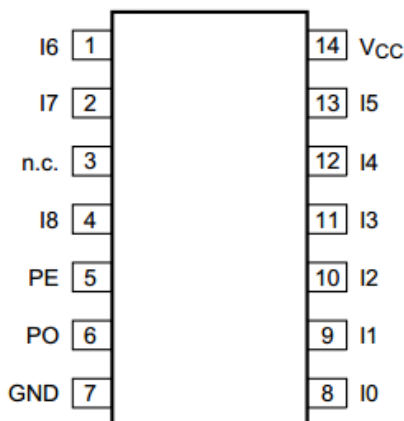 I6 1 14 VCC
I7 2 13 I5
n.c. 3 12 I4
I8 4 11 I3
PE 5 10 I2
PO 6 9 I1
GND 7 8 I0